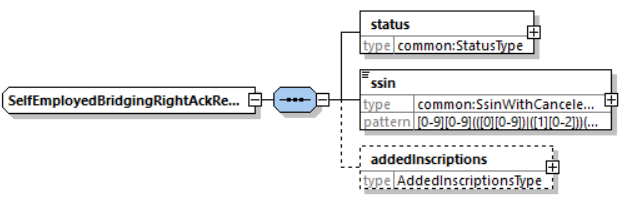 status
type common:StatusType
SelfEmployedBridgingRightAckRe...
ssin
type common:SsinWithCancele...
pattern [0-9][0-9](([0][0-9])|([1][0-2]))(...
addedInscriptions
type AddedInscriptionsType